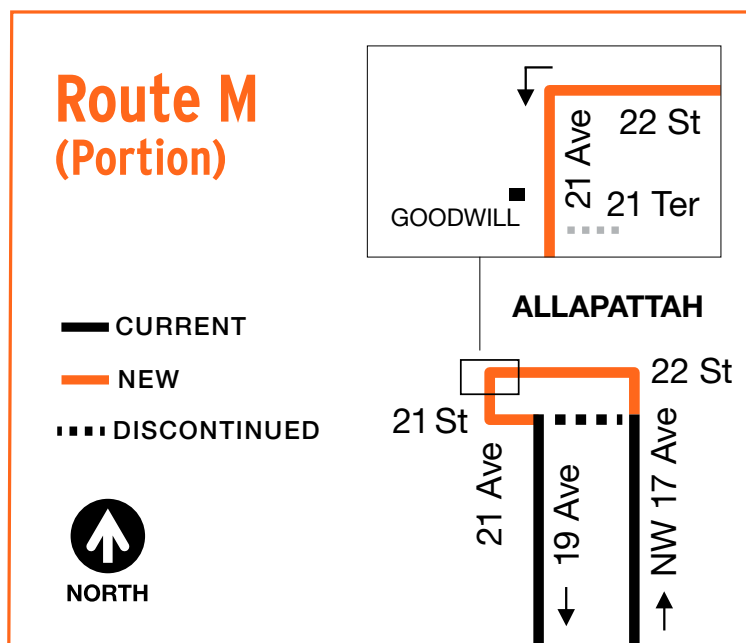 Route M
(Portion)
22 St
21 Ave
21 Ter
GOODWILL
ALLAPATTAH
CURRENT
NEW
DISCONTINUED
22 St
21 St
21 Ave
19 Ave
NW 17 Ave
NORTH